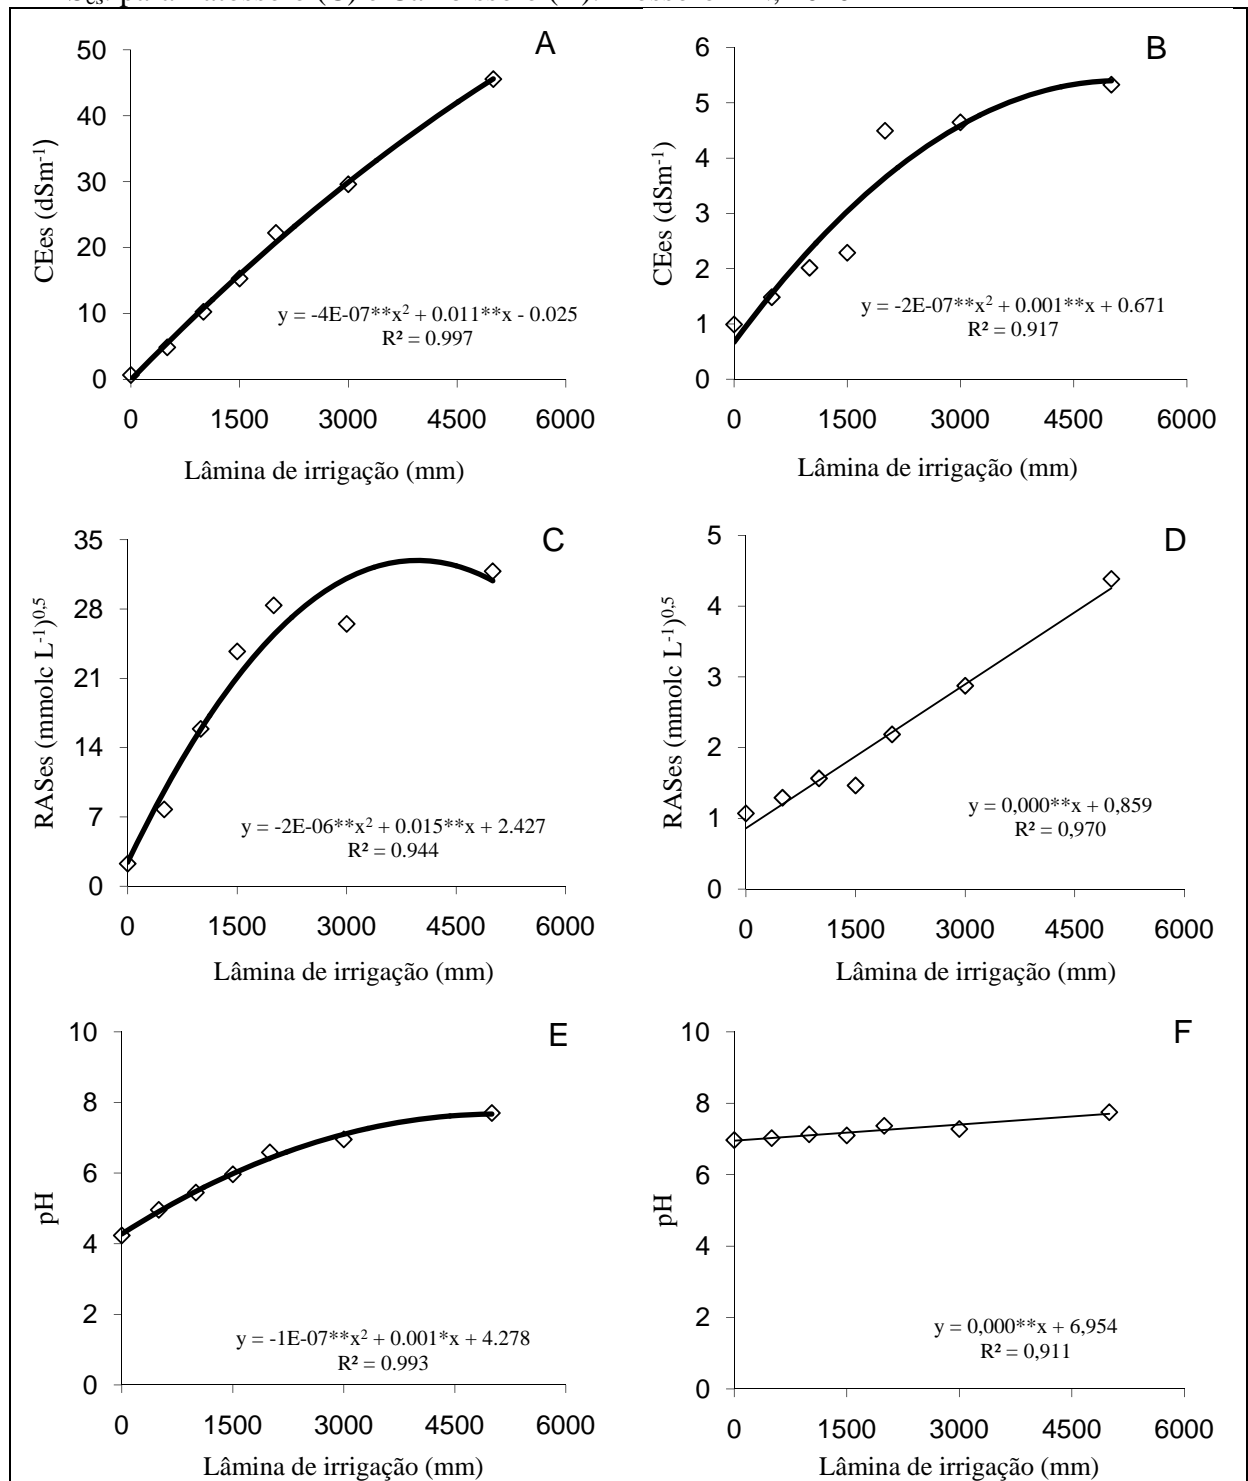 A
50
40
30
20
10
0
CEes (dSm⁻¹)
y = -4E-07**x² + 0.011**x - 0.025
R² = 0.997
0 1500 3000 4500 6000
Lâmina de irrigação (mm)
B
6
5
4
3
2
1
0
CEes (dSm⁻¹)
y = -2E-07**x² + 0.001**x + 0.671
R² = 0.917
0 1500 3000 4500 6000
Lâmina de irrigação (mm)
C
35
28
21
14
7
0
RASes (mmolc L⁻¹)⁰,⁵
y = -2E-06**x² + 0.015**x + 2.427
R² = 0.944
0 1500 3000 4500 6000
Lâmina de irrigação (mm)
D
5
4
3
2
1
0
RASes (mmolc L⁻¹)⁰,⁵
y = 0,000**x + 0,859
R² = 0,970
0 1500 3000 4500 6000
Lâmina de irrigação (mm)
E
10
8
6
4
2
0
pH
y = -1E-07**x² + 0.001*x + 4.278
R² = 0.993
0 1500 3000 4500 6000
Lâmina de irrigação (mm)
F
10
8
6
4
2
0
pH
y = 0,000**x + 6,954
R² = 0,911
0 1500 3000 4500 6000
Lâmina de irrigação (mm)